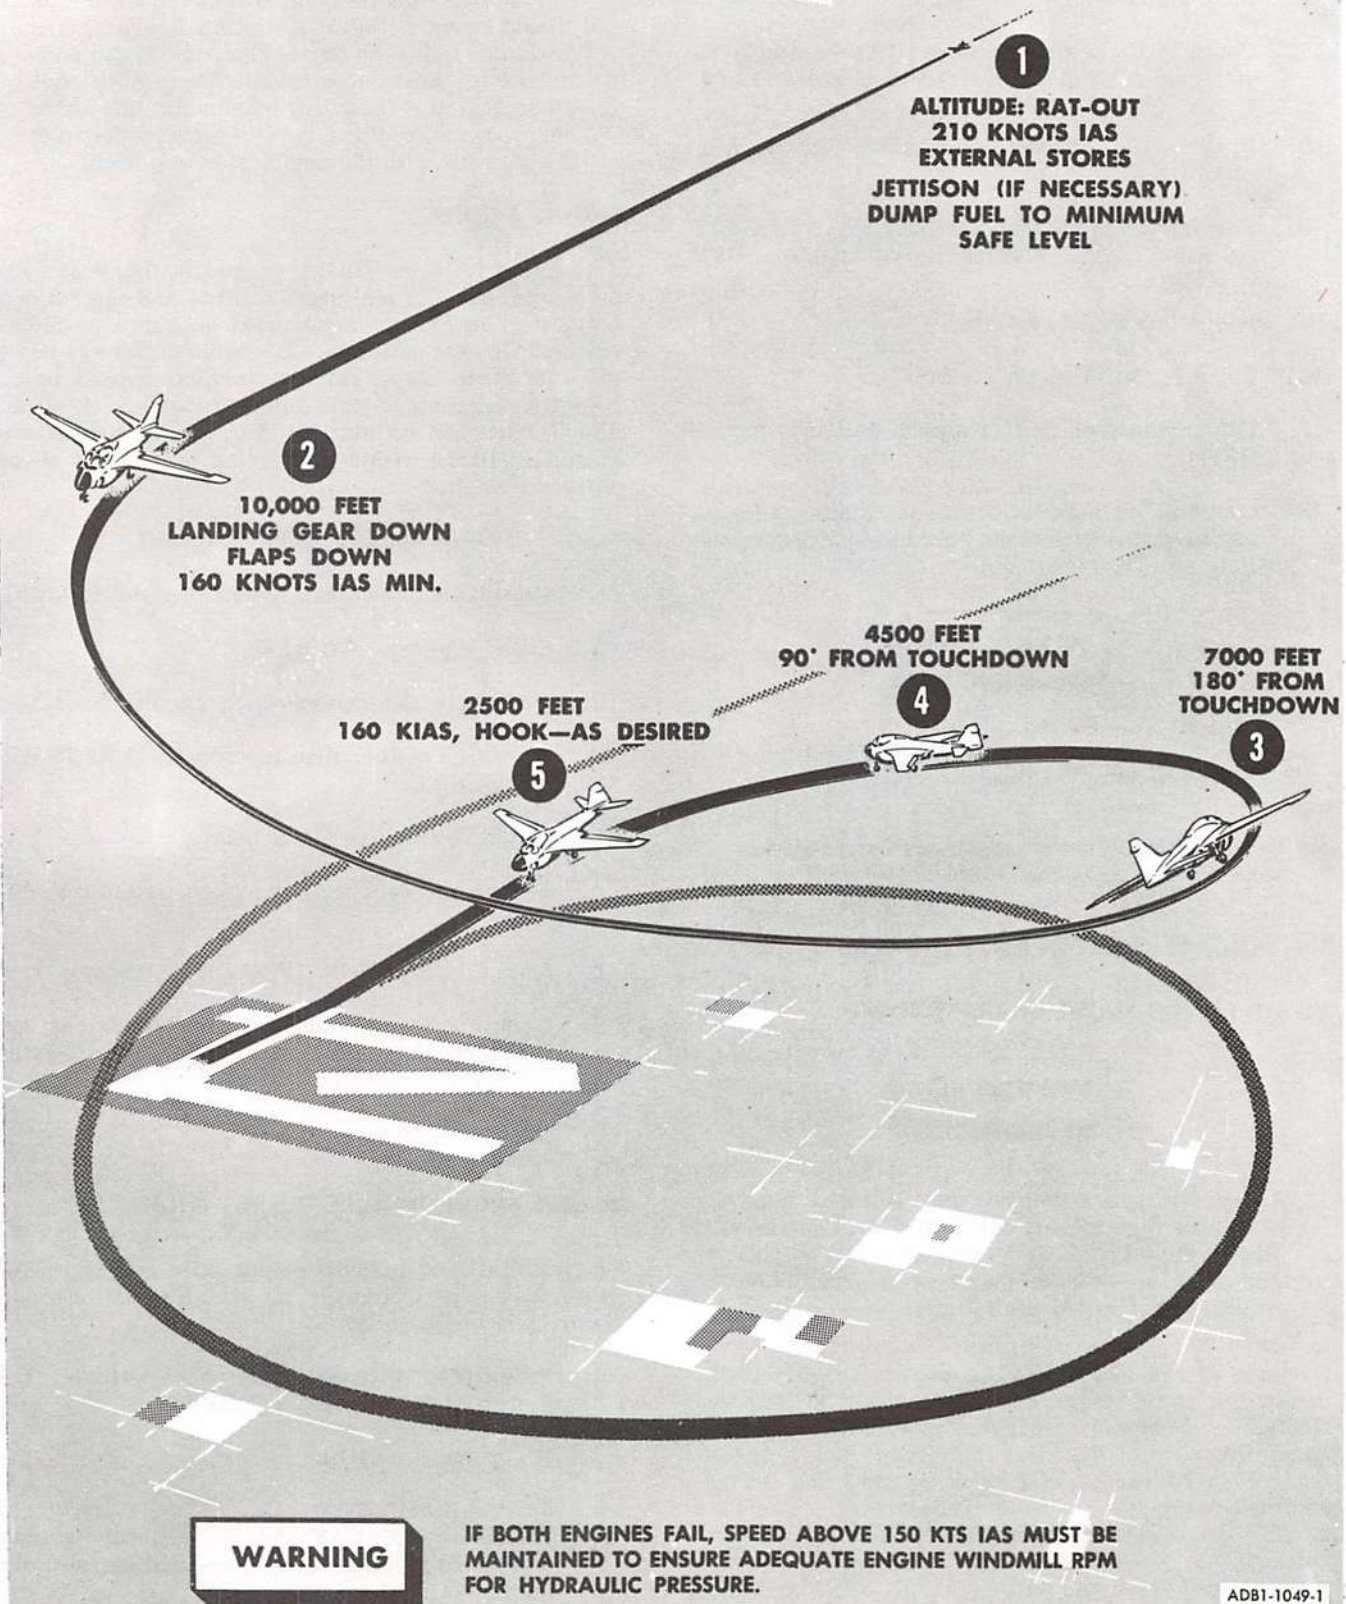 1
ALTITUDE: RAT-OUT
210 KNOTS IAS
EXTERNAL STORES
JETTISON (IF NECESSARY)
DUMP FUEL TO MINIMUM
SAFE LEVEL
2
10,000 FEET
LANDING GEAR DOWN
FLAPS DOWN
160 KNOTS IAS MIN.
4500 FEET
90° FROM TOUCHDOWN
4
7000 FEET
180° FROM
TOUCHDOWN
3
2500 FEET
160 KIAS, HOOK—AS DESIRED
5
WARNING
IF BOTH ENGINES FAIL, SPEED ABOVE 150 KTS IAS MUST BE
MAINTAINED TO ENSURE ADEQUATE ENGINE WINDMILL RPM
FOR HYDRAULIC PRESSURE.
ADB1-1049-1